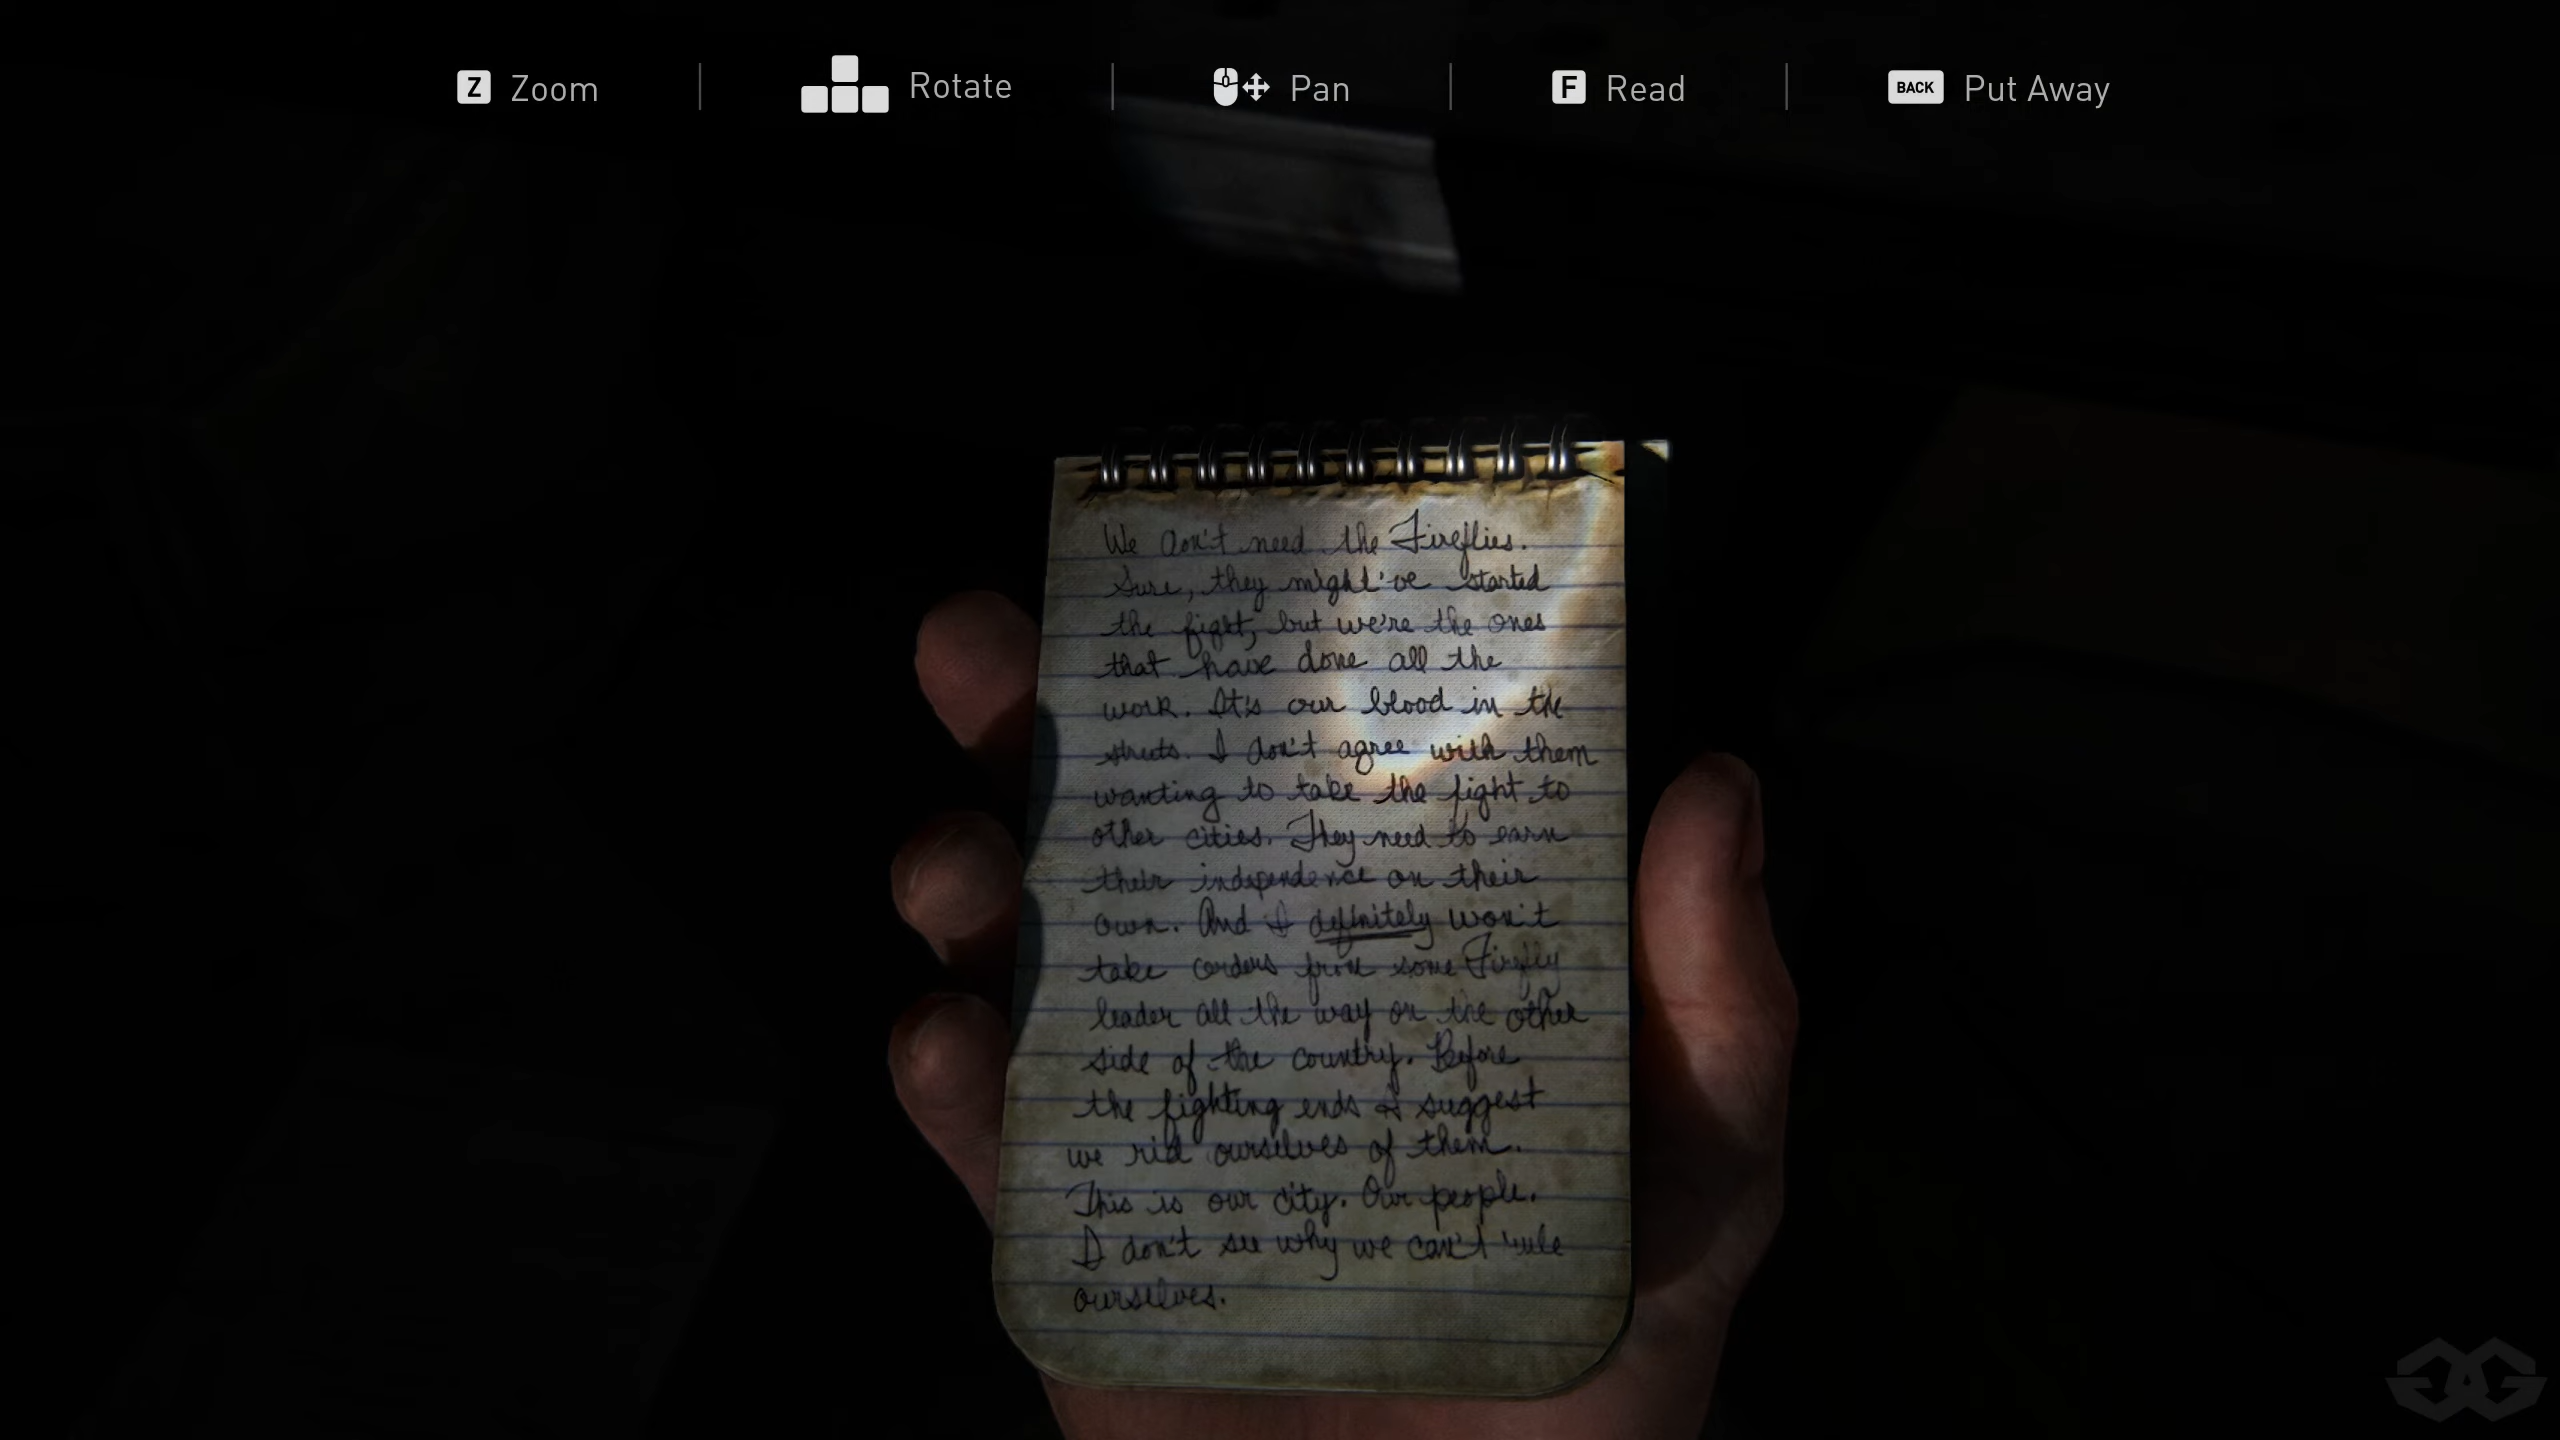 Z Zoom
Rotate
Pan
F Read
BACK Put Away
We don't need the Fireflies.
Sure, they might've started
the fight, but we're the ones
that have done all the
work. It's our blood in the
streets. I don't agree with them
wanting to take the fight to
other cities. They need to earn
their independence on their
own. And I definitely won't
take orders from some Firefly
leader all the way on the other
side of the country. Before
the fighting ends I suggest
we rid ourselves of them.
This is our city. Our people.
I don't see why we can't rule
ourselves.